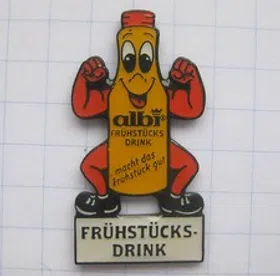 albi®
FRÜHSTÜCKS
DRINK
...macht das
Frühstück gut
FRÜHSTÜCKS-
DRINK